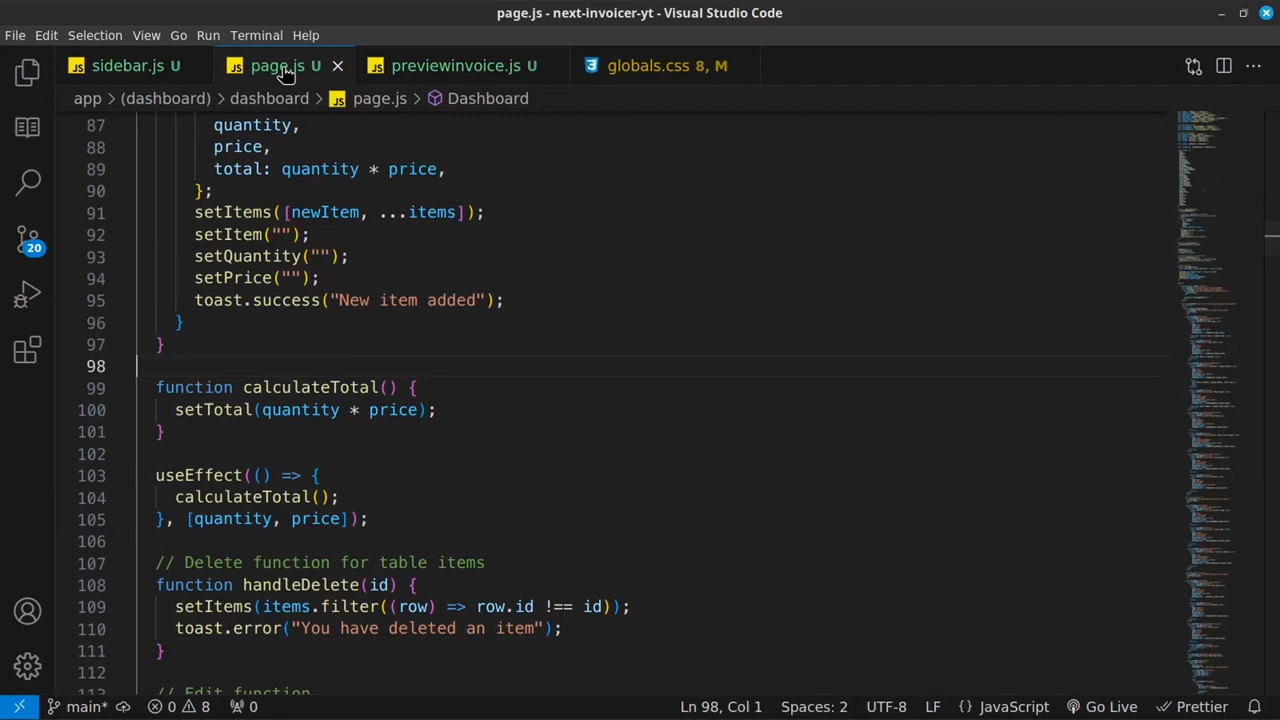 page.js - next-invoicer-yt - Visual Studio Code
File Edit Selection View Go Run Terminal Help
JS sidebar.js U JS page.js U JS previewinvoice.js U globals.css 8, M
app > (dashboard) > dashboard > JS page.js > Dashboard
87 quantity,
88 price,
89 total: quantity * price,
90 };
91 setItems([newItem, ...items]);
92 setItem("");
93 setQuantity("");
94 setPrice("");
95 toast.success("New item added");
96 }
97 }
98
99 function calculateTotal() {
100 setTotal(quantity * price);
101 }
102
103 useEffect(() => {
104 calculateTotal();
105 }, [quantity, price]);
106
107 // Delete function for table items
108 function handleDelete(id) {
109 setItems(items.filter((row) => row.id !== id));
110 toast.error("You have deleted an item");
111 }
112
113 // Edit function
20
main* 0 8 0 Ln 98, Col 1 Spaces: 2 UTF-8 LF {} JavaScript Go Live Prettier